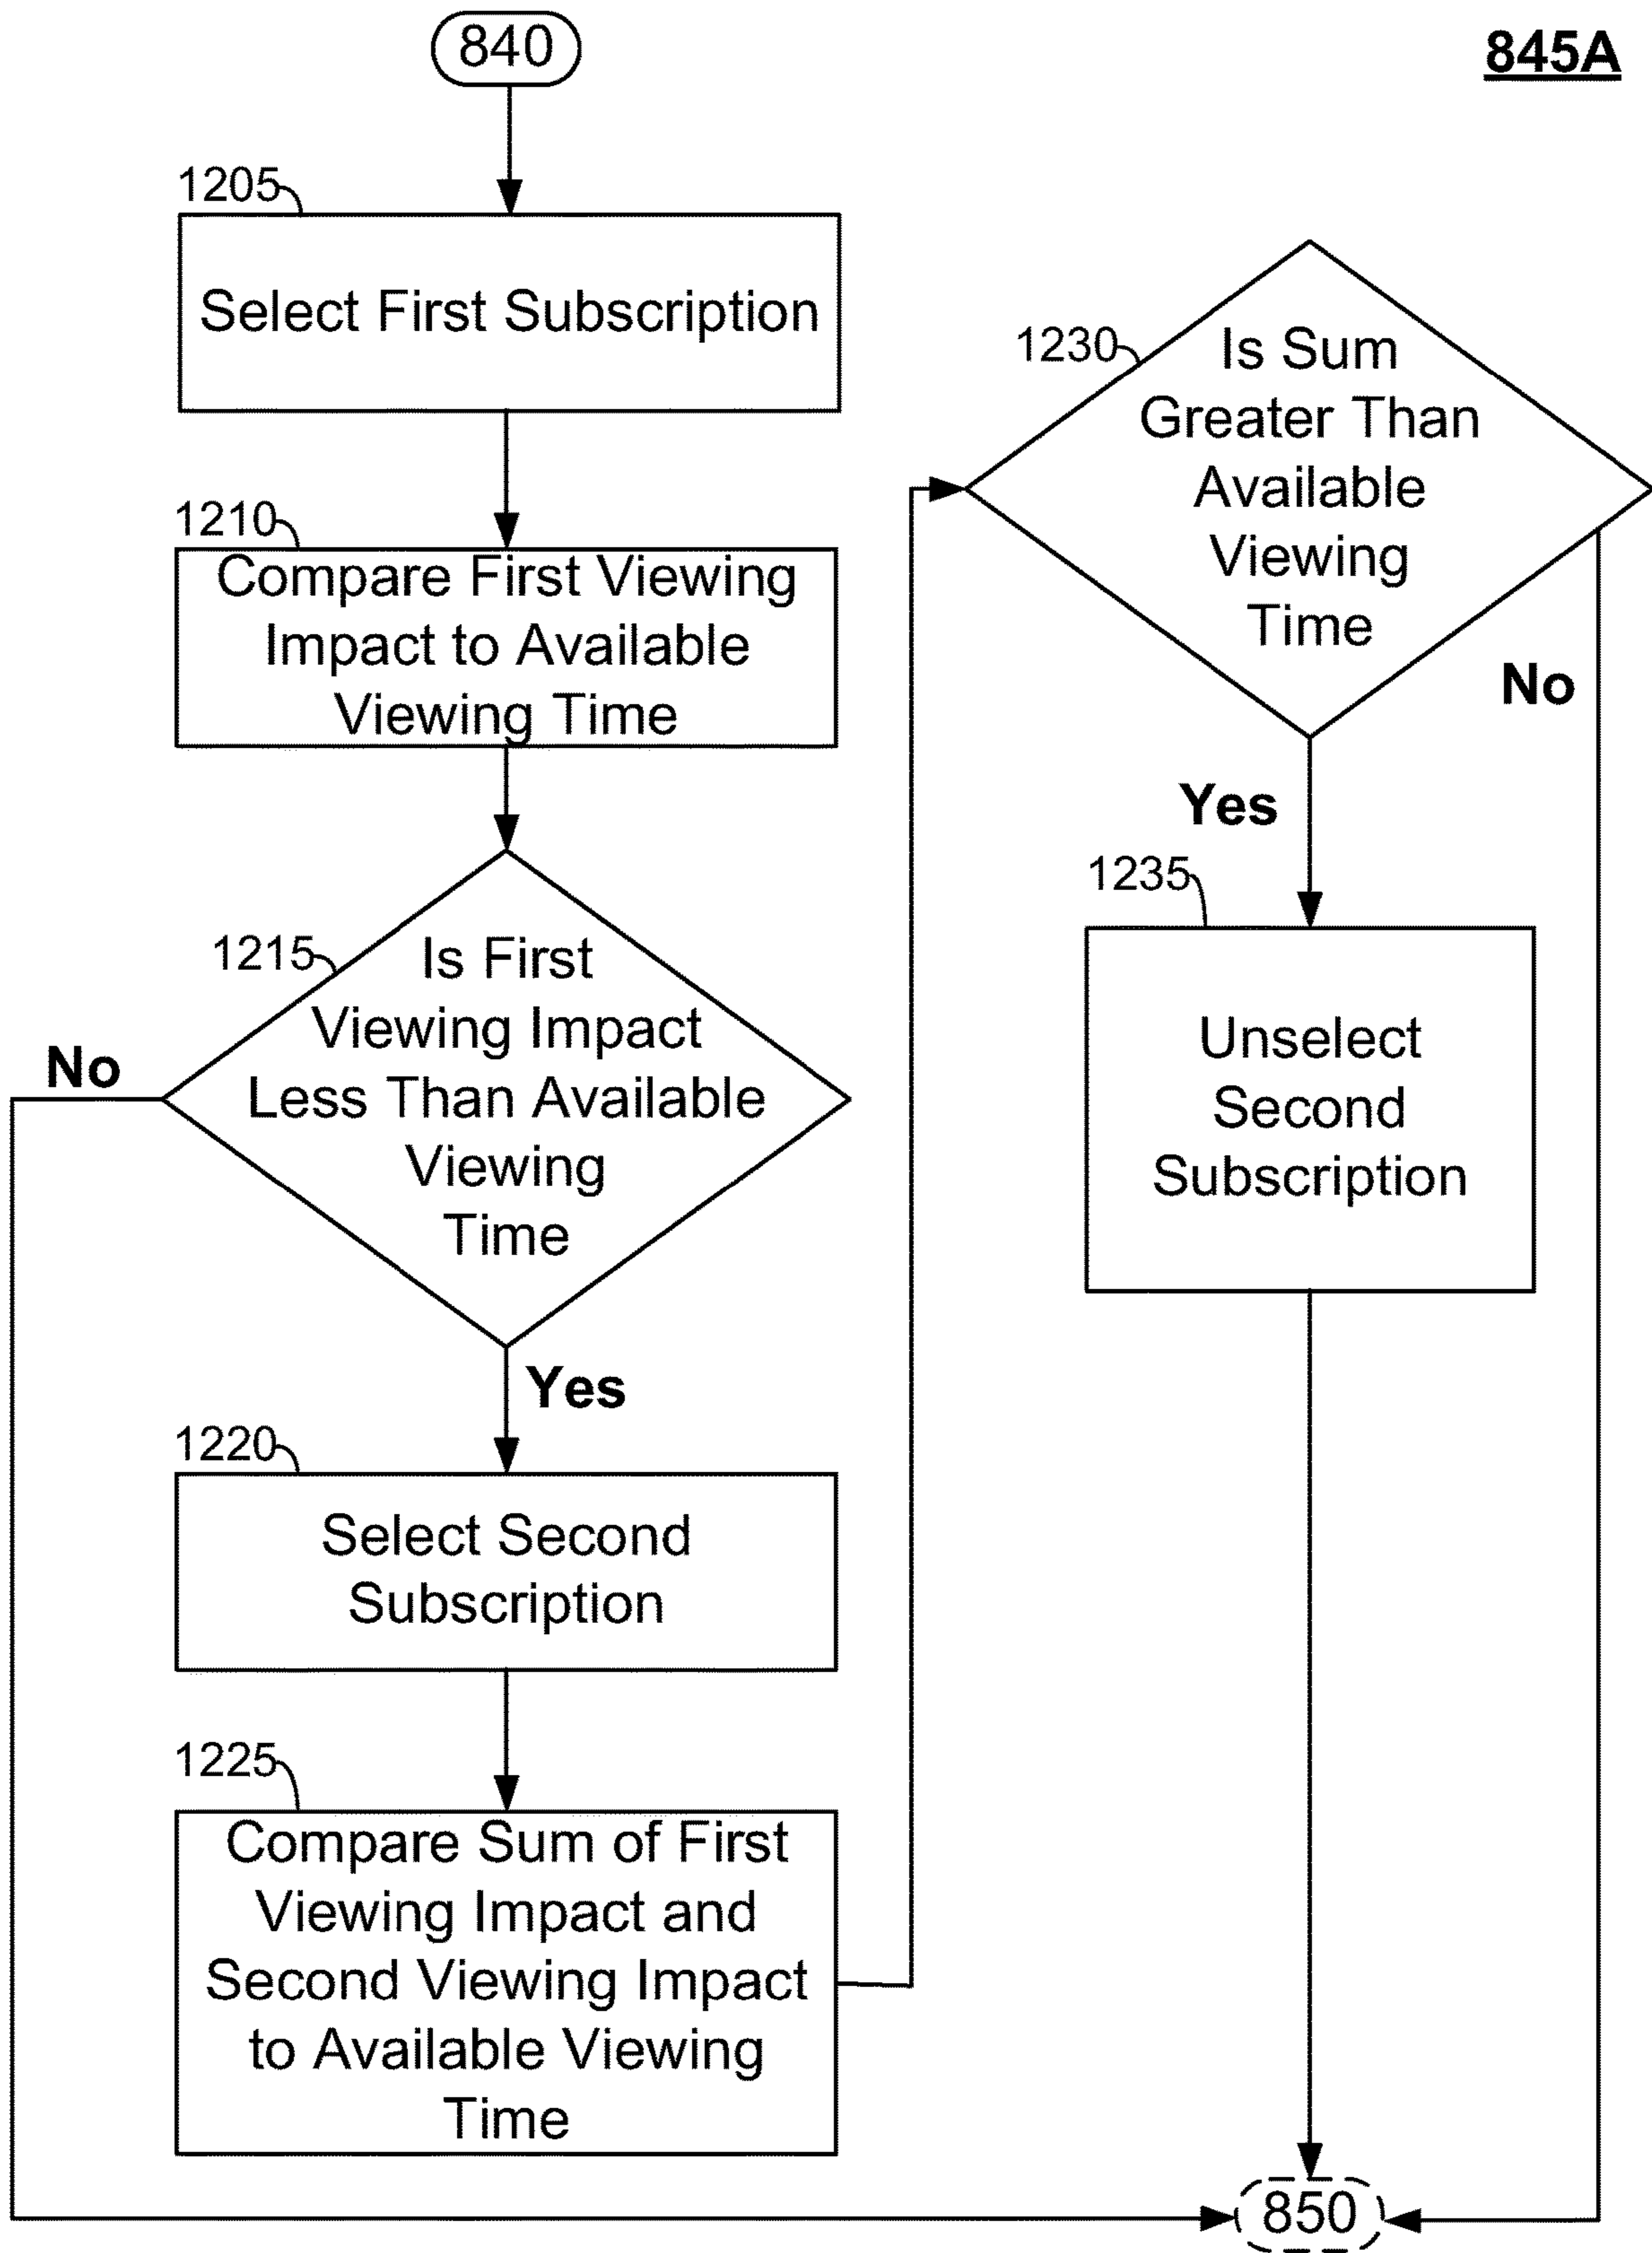 840
845A
1205
Select First Subscription
1210
Compare First Viewing
Impact to Available
Viewing Time
1215
Is First
Viewing Impact
Less Than Available
Viewing
Time
No
Yes
1220
Select Second
Subscription
1225
Compare Sum of First
Viewing Impact and
Second Viewing Impact
to Available Viewing
Time
1230
Is Sum
Greater Than
Available
Viewing
Time
No
Yes
1235
Unselect
Second
Subscription
850